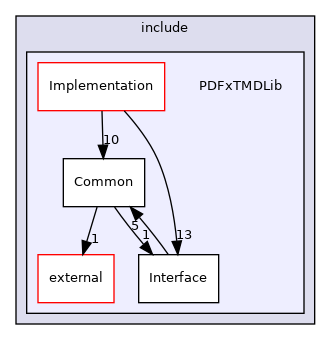 include
Implementation
PDFxTMDLib
10
Common
5
1
1
13
external
Interface